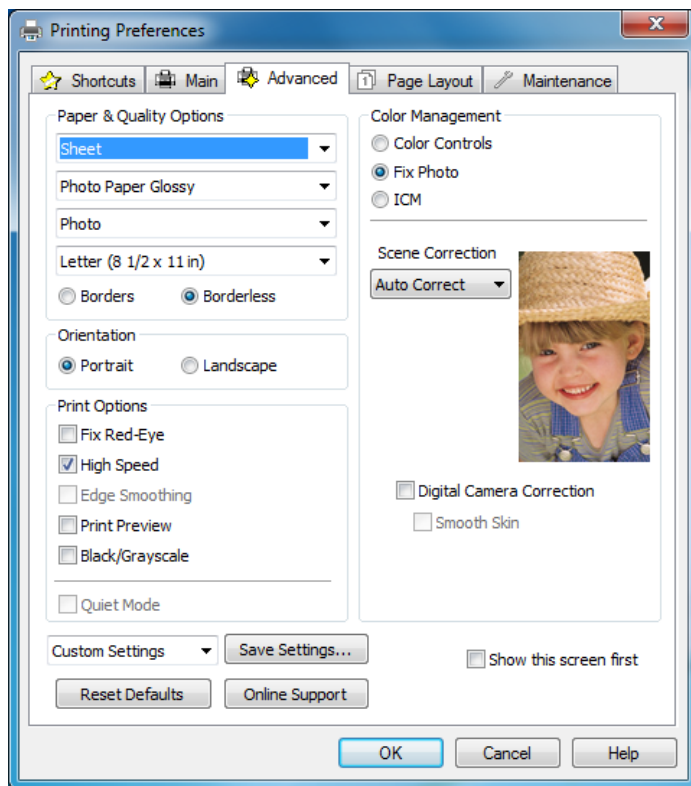 Printing Preferences
Shortcuts
Main
Advanced
1
Page Layout
Maintenance
Paper & Quality Options
Sheet
Photo Paper Glossy
Photo
Letter (8 1/2 x 11 in)
Borders
Borderless
Orientation
Portrait
Landscape
Print Options
Fix Red-Eye
High Speed
Edge Smoothing
Print Preview
Black/Grayscale
Quiet Mode
Color Management
Color Controls
Fix Photo
ICM
Scene Correction
Auto Correct
Digital Camera Correction
Smooth Skin
Custom Settings
Save Settings...
Show this screen first
Reset Defaults
Online Support
OK
Cancel
Help